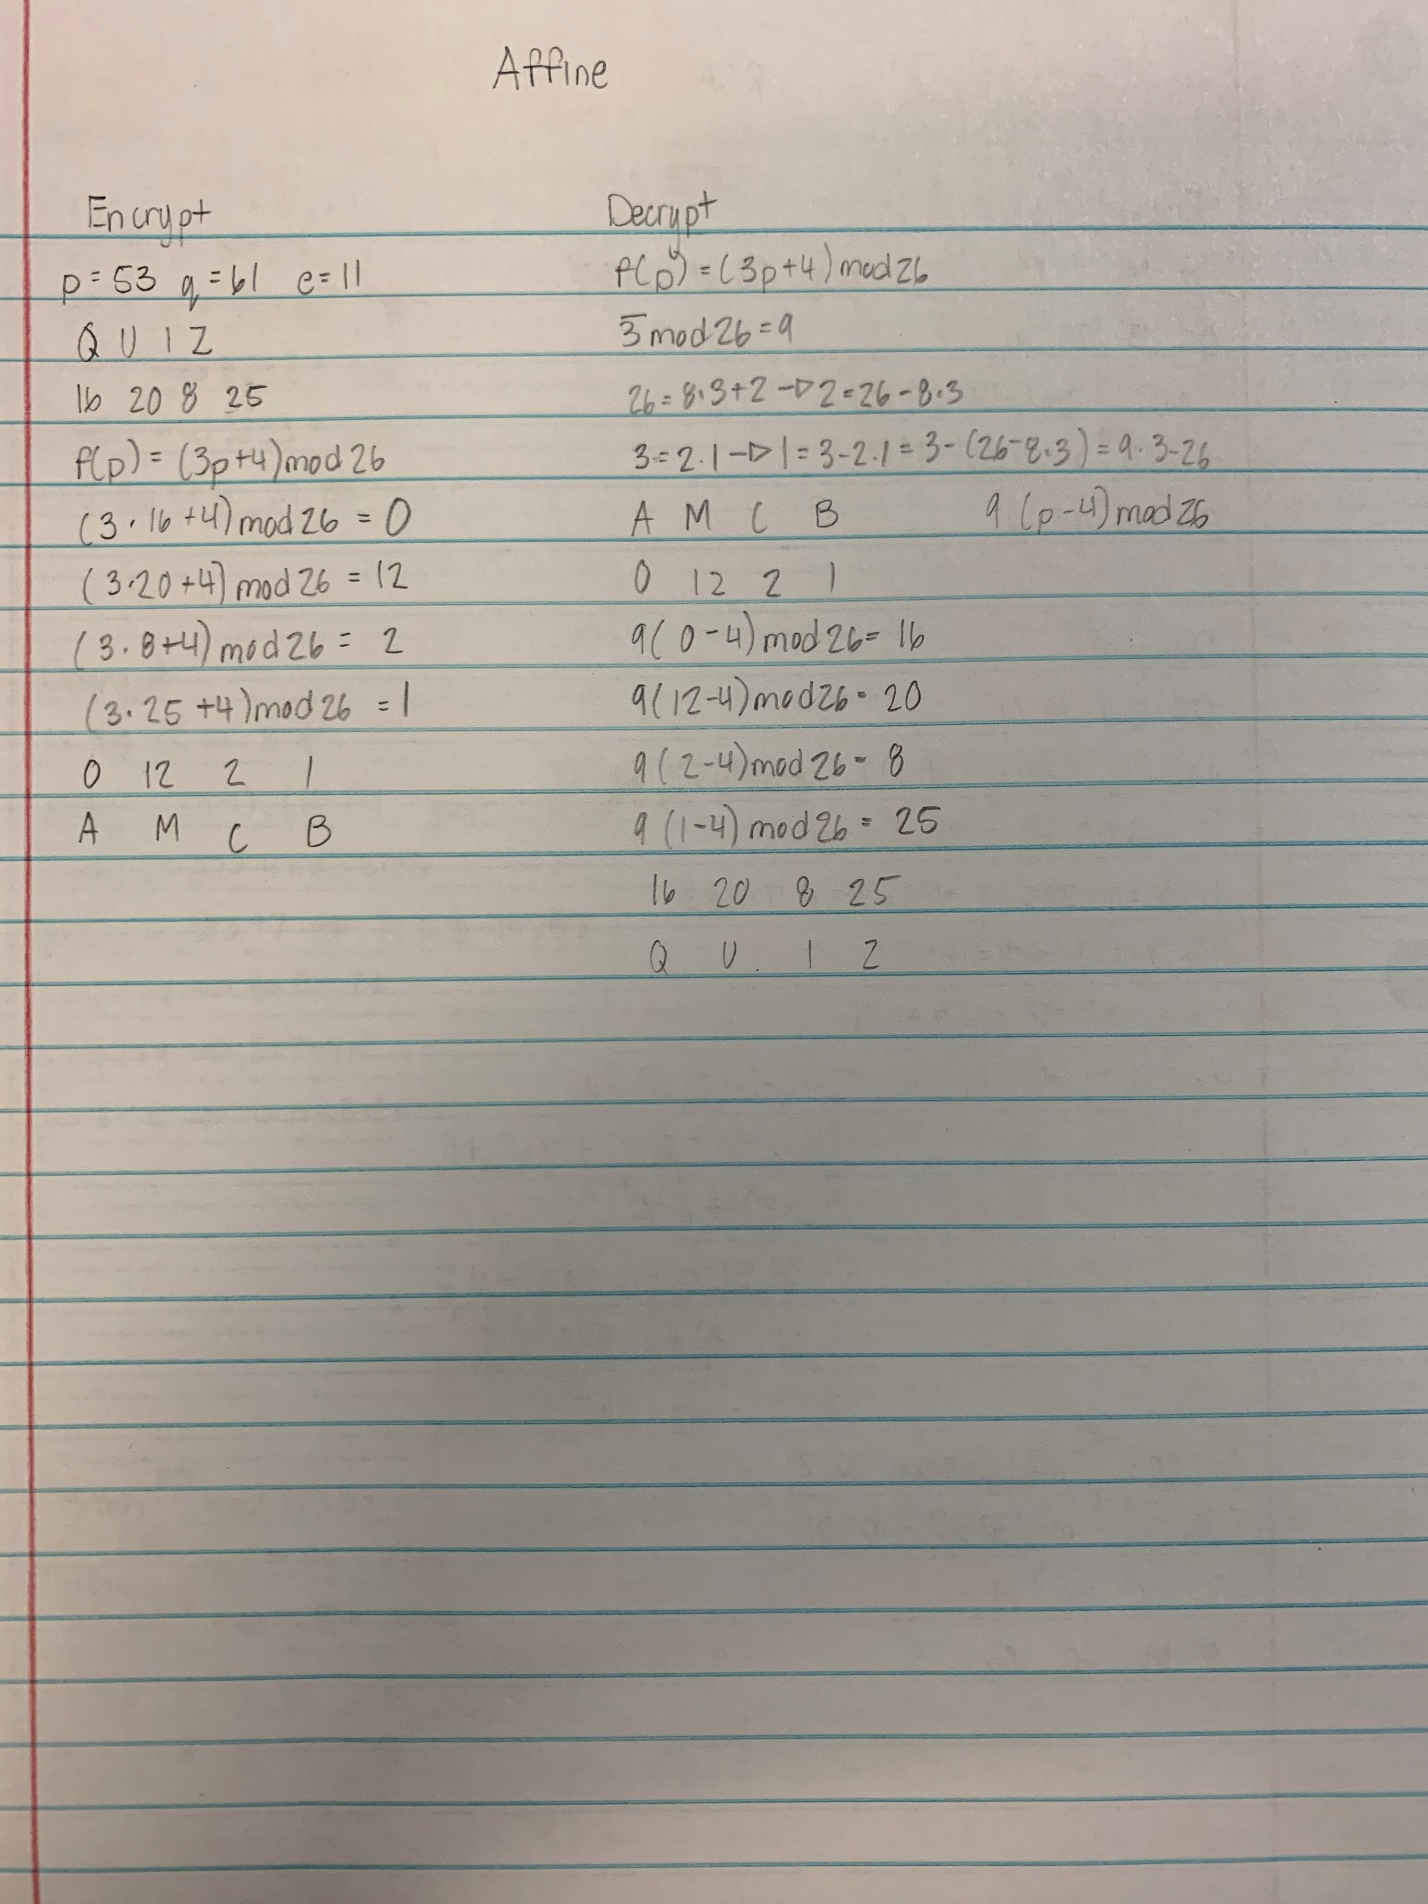 Affine
Encrypt
p=53 q=61 e=11
Q U I Z
16 20 8 25
f(p) = (3p+4)mod 26
(3·16+4)mod 26 = 0
(3·20+4)mod 26 = 12
(3·8+4)mod 26 = 2
(3·25+4)mod 26 = 1
0 12 2 1
A M C B
Decrypt
f(p) = (3p+4)mod 26
3̅ mod 26 = 9
26 = 8·3+2 → 2 = 26-8·3
3 = 2·1 → 1 = 3-2·1 = 3-(26-8·3) = 9·3-26
A M C B 9(p-4)mod 26
0 12 2 1
9(0-4)mod 26 = 16
9(12-4)mod 26 = 20
9(2-4)mod 26 = 8
9(1-4)mod 26 = 25
16 20 8 25
Q U I Z